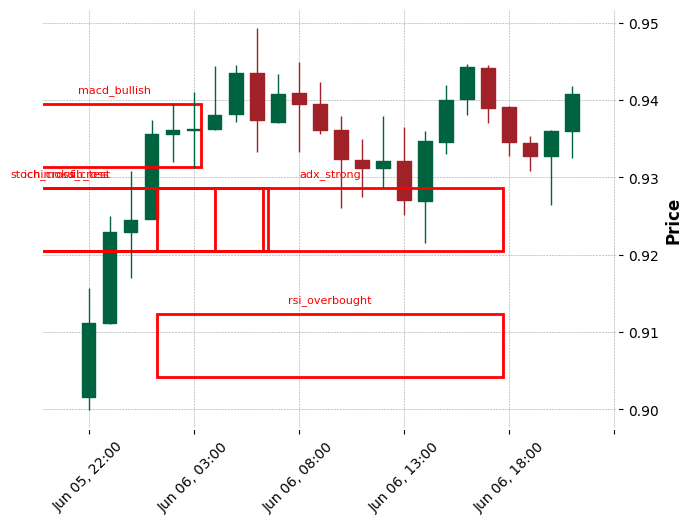 0.95
macd_bullish
0.94
adx_strong
0.93
Price
0.92
rsi_overbought
0.91
0.90
Jun 05, 22:00
Jun 06, 03:00
Jun 06, 08:00
Jun 06, 13:00
Jun 06, 18:00